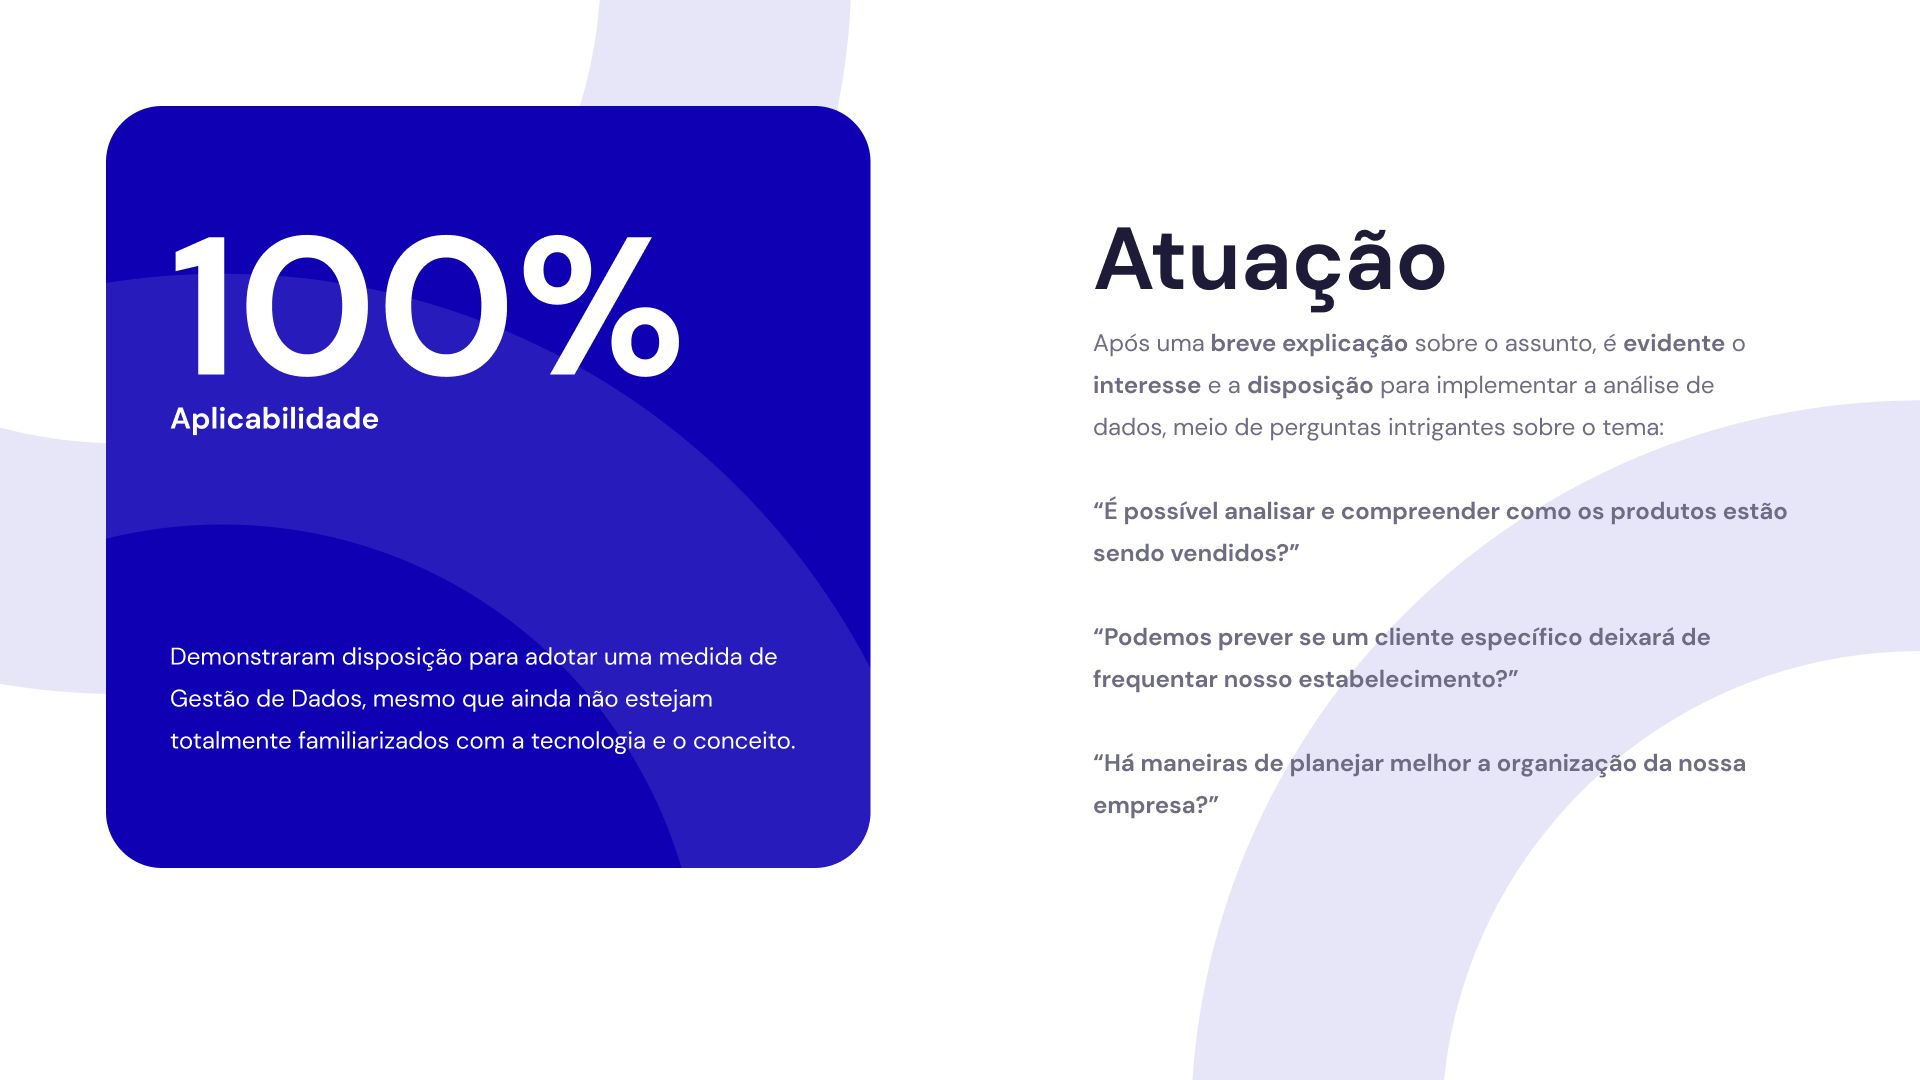 100%
Aplicabilidade
Demonstraram disposição para adotar uma medida de
Gestão de Dados, mesmo que ainda não estejam
totalmente familiarizados com a tecnologia e o conceito.
Atuação
Após uma breve explicação sobre o assunto, é evidente o
interesse e a disposição para implementar a análise de
dados, meio de perguntas intrigantes sobre o tema:
“É possível analisar e compreender como os produtos estão
sendo vendidos?”
“Podemos prever se um cliente específico deixará de
frequentar nosso estabelecimento?”
“Há maneiras de planejar melhor a organização da nossa
empresa?”